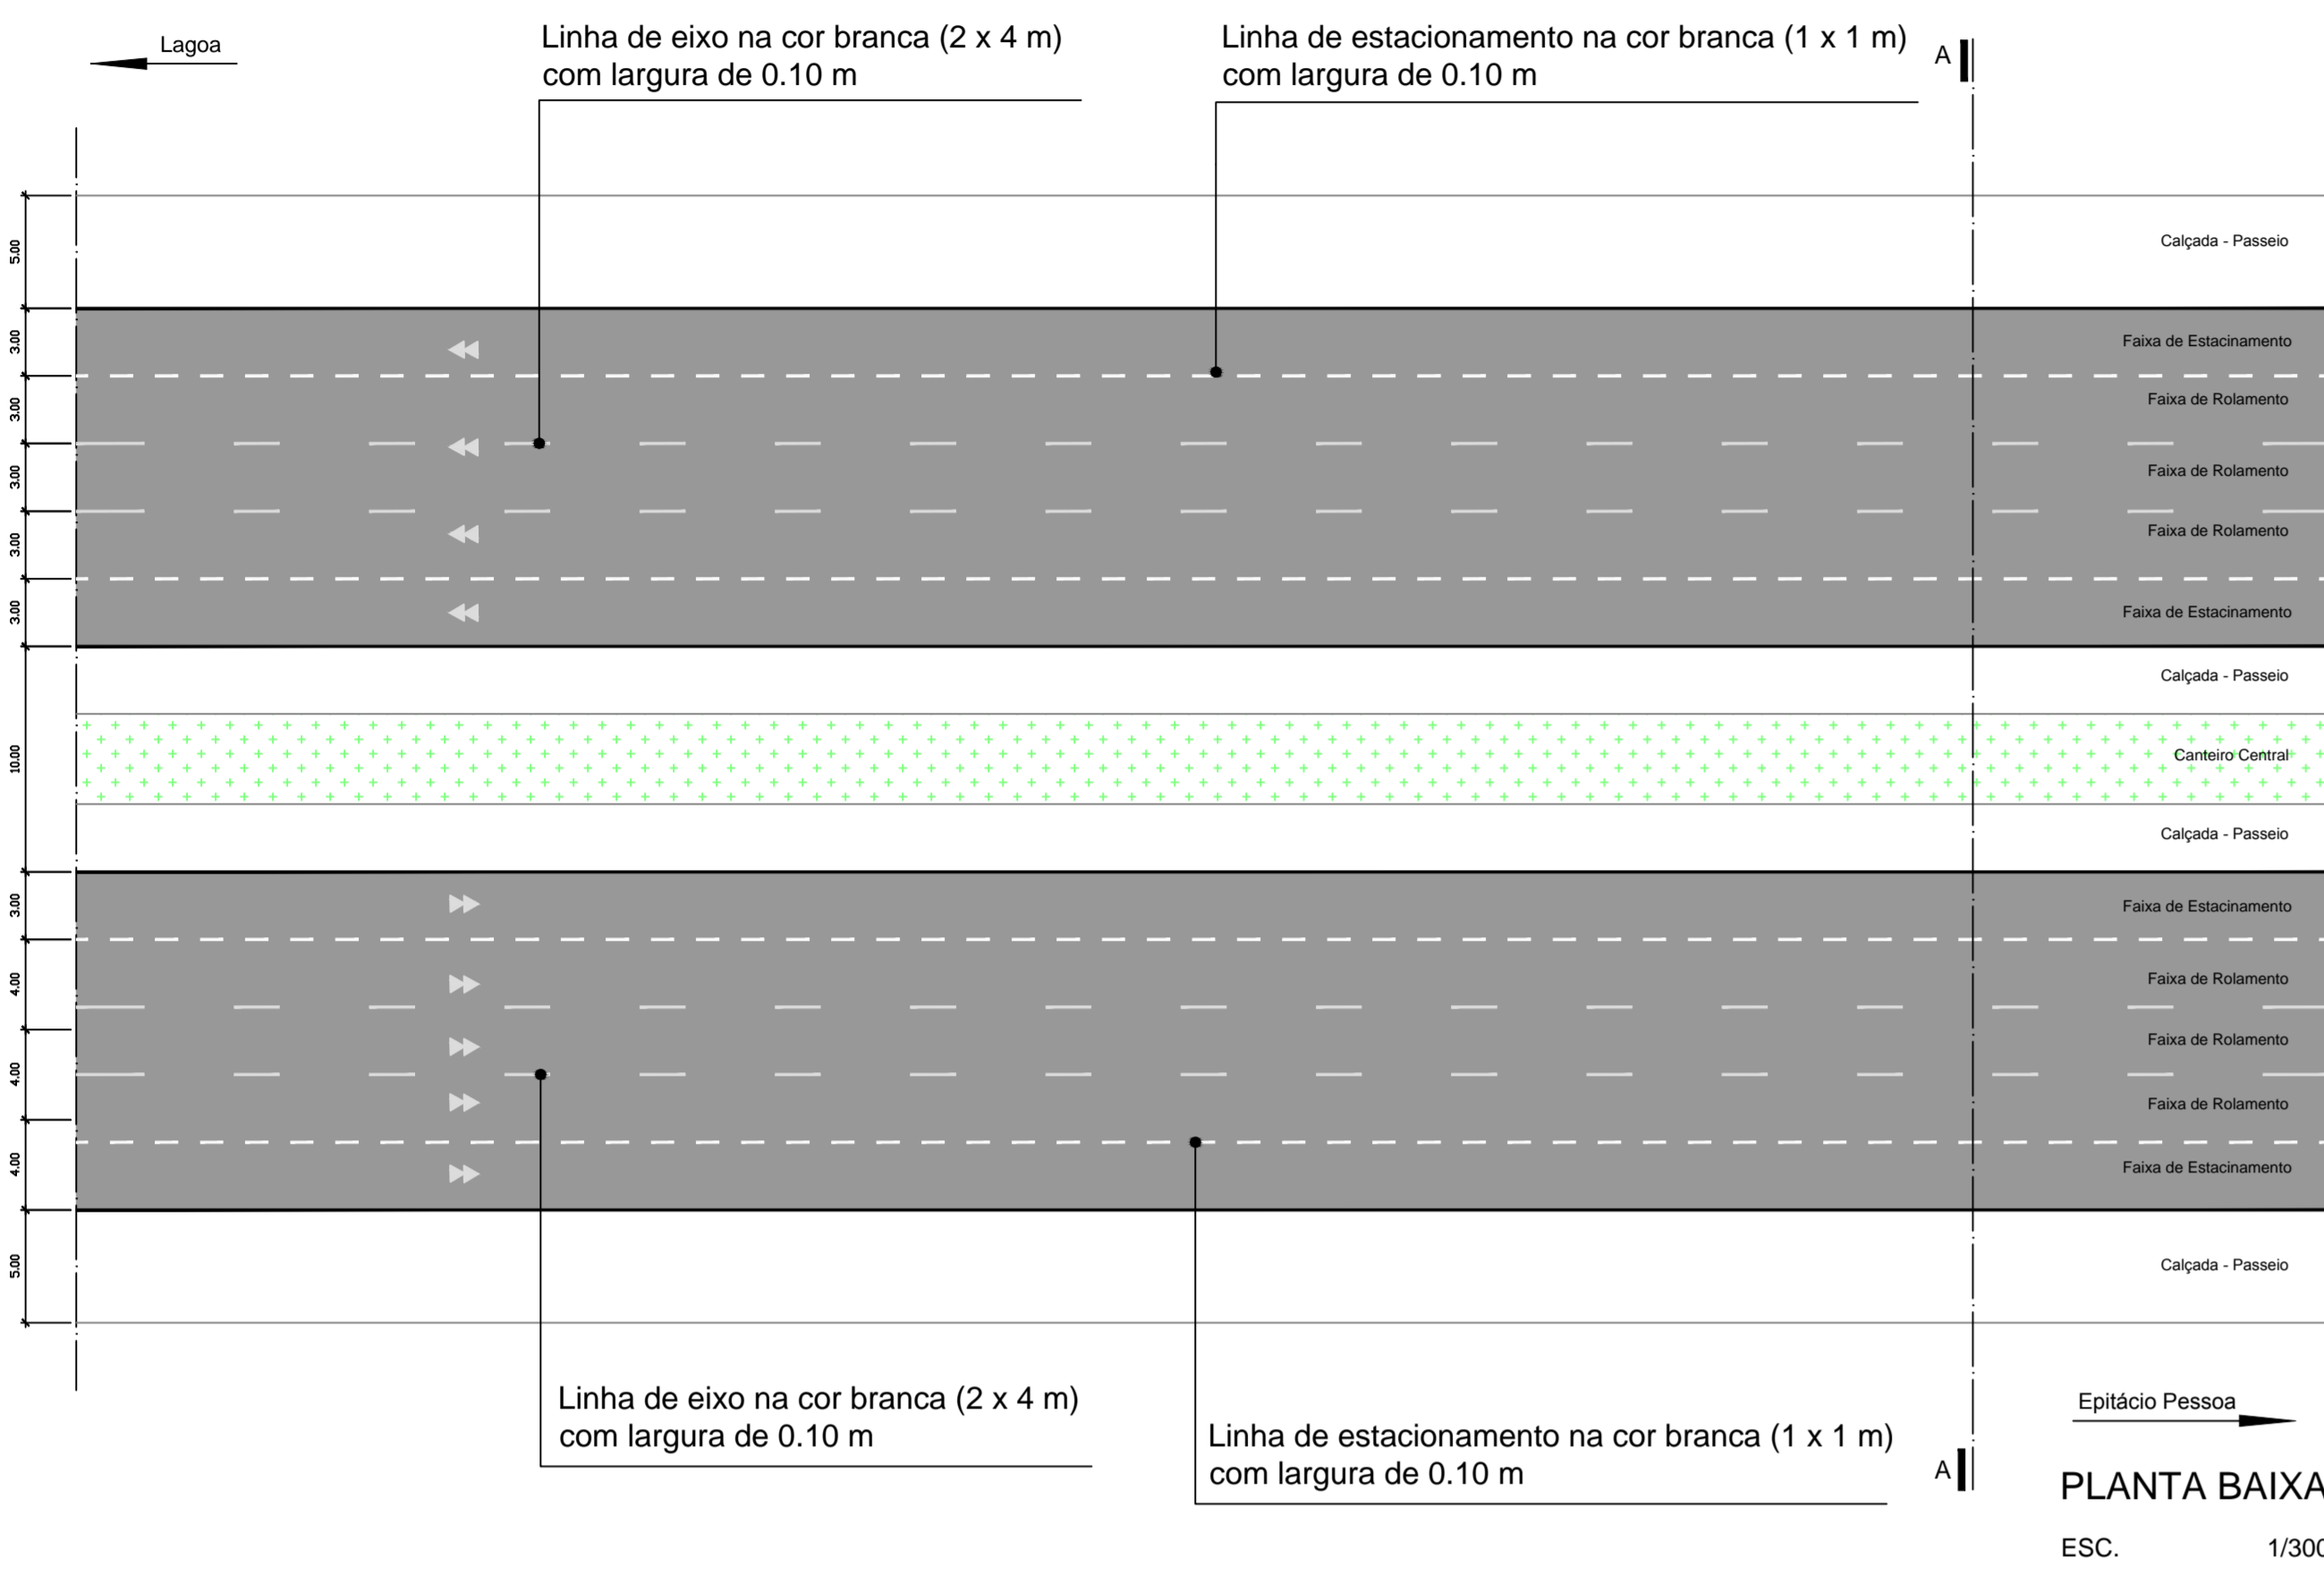 Lagoa
Linha de eixo na cor branca (2 x 4 m)
com largura de 0.10 m
Linha de estacionamento na cor branca (1 x 1 m)
com largura de 0.10 m
A
5.00
Calçada - Passeio
3.00
Faixa de Estacinamento
3.00
Faixa de Rolamento
3.00
Faixa de Rolamento
3.00
Faixa de Rolamento
3.00
Faixa de Estacinamento
Calçada - Passeio
10.00
Canteiro Central
Calçada - Passeio
3.00
Faixa de Estacinamento
4.00
Faixa de Rolamento
Faixa de Rolamento
4.00
Faixa de Rolamento
4.00
Faixa de Estacinamento
5.00
Calçada - Passeio
Linha de eixo na cor branca (2 x 4 m)
com largura de 0.10 m
Linha de estacionamento na cor branca (1 x 1 m)
com largura de 0.10 m
A
Epitácio Pessoa
PLANTA BAIXA
ESC. 1/300